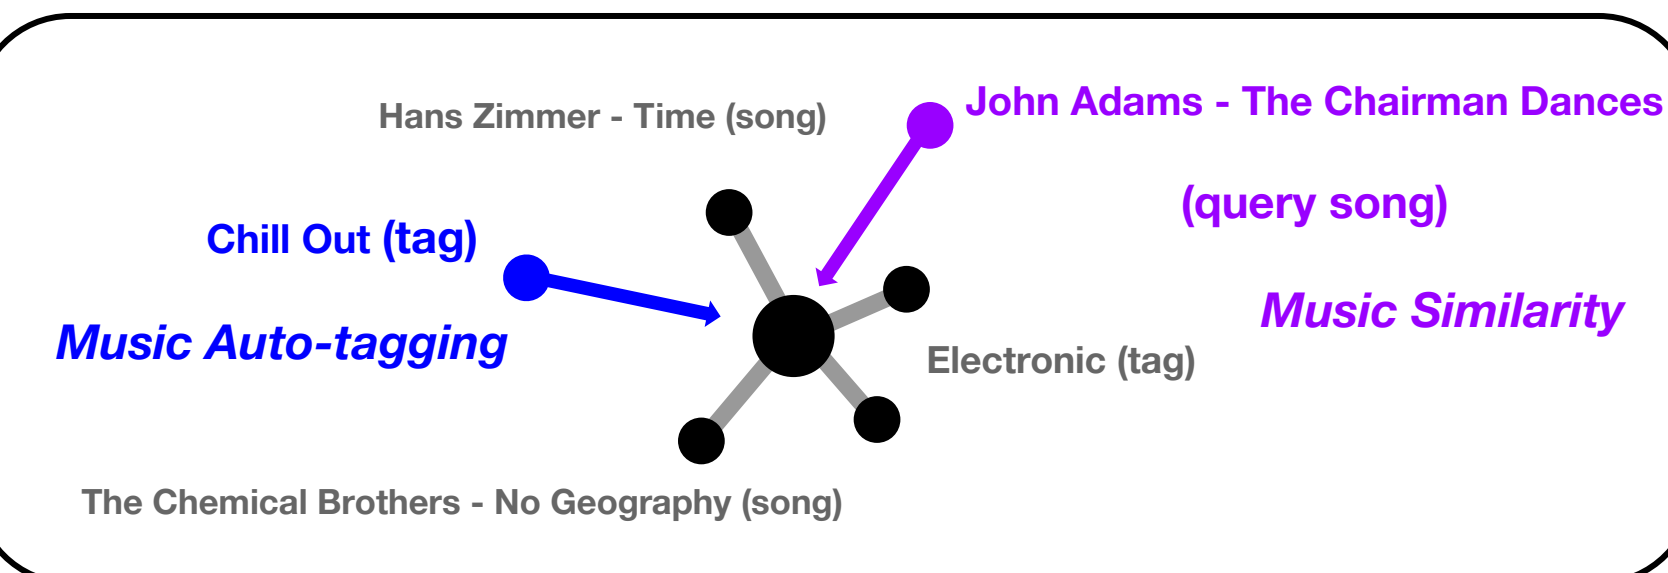 Hans Zimmer - Time (song)
John Adams - The Chairman Dances
(query song)
Chill Out (tag)
Music Similarity
Music Auto-tagging
Electronic (tag)
The Chemical Brothers - No Geography (song)